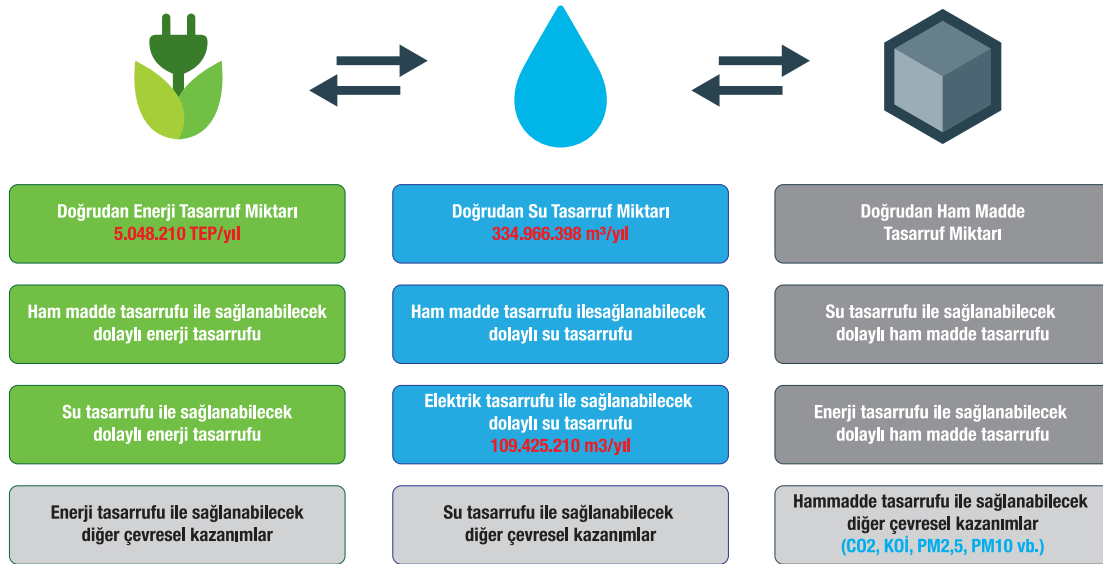 Doğrudan Enerji Tasarruf Miktarı
5.048.210 TEP/yıl
Ham madde tasarrufu ile sağlanabilecek
dolaylı enerji tasarrufu
Su tasarrufu ile sağlanabilecek
dolaylı enerji tasarrufu
Enerji tasarrufu ile sağlanabilecek
diğer çevresel kazanımlar
Doğrudan Su Tasarruf Miktarı
334.966.398 m³/yıl
Ham madde tasarrufu ilesağlanabilecek
dolaylı su tasarrufu
Elektrik tasarrufu ile sağlanabilecek
dolaylı su tasarrufu
109.425.210 m3/yıl
Su tasarrufu ile sağlanabilecek
diğer çevresel kazanımlar
Doğrudan Ham Madde
Tasarruf Miktarı
Su tasarrufu ile sağlanabilecek
dolaylı ham madde tasarrufu
Enerji tasarrufu ile sağlanabilecek
dolaylı ham madde tasarrufu
Hammadde tasarrufu ile sağlanabilecek
diğer çevresel kazanımlar
(CO2, KOİ, PM2,5, PM10 vb.)